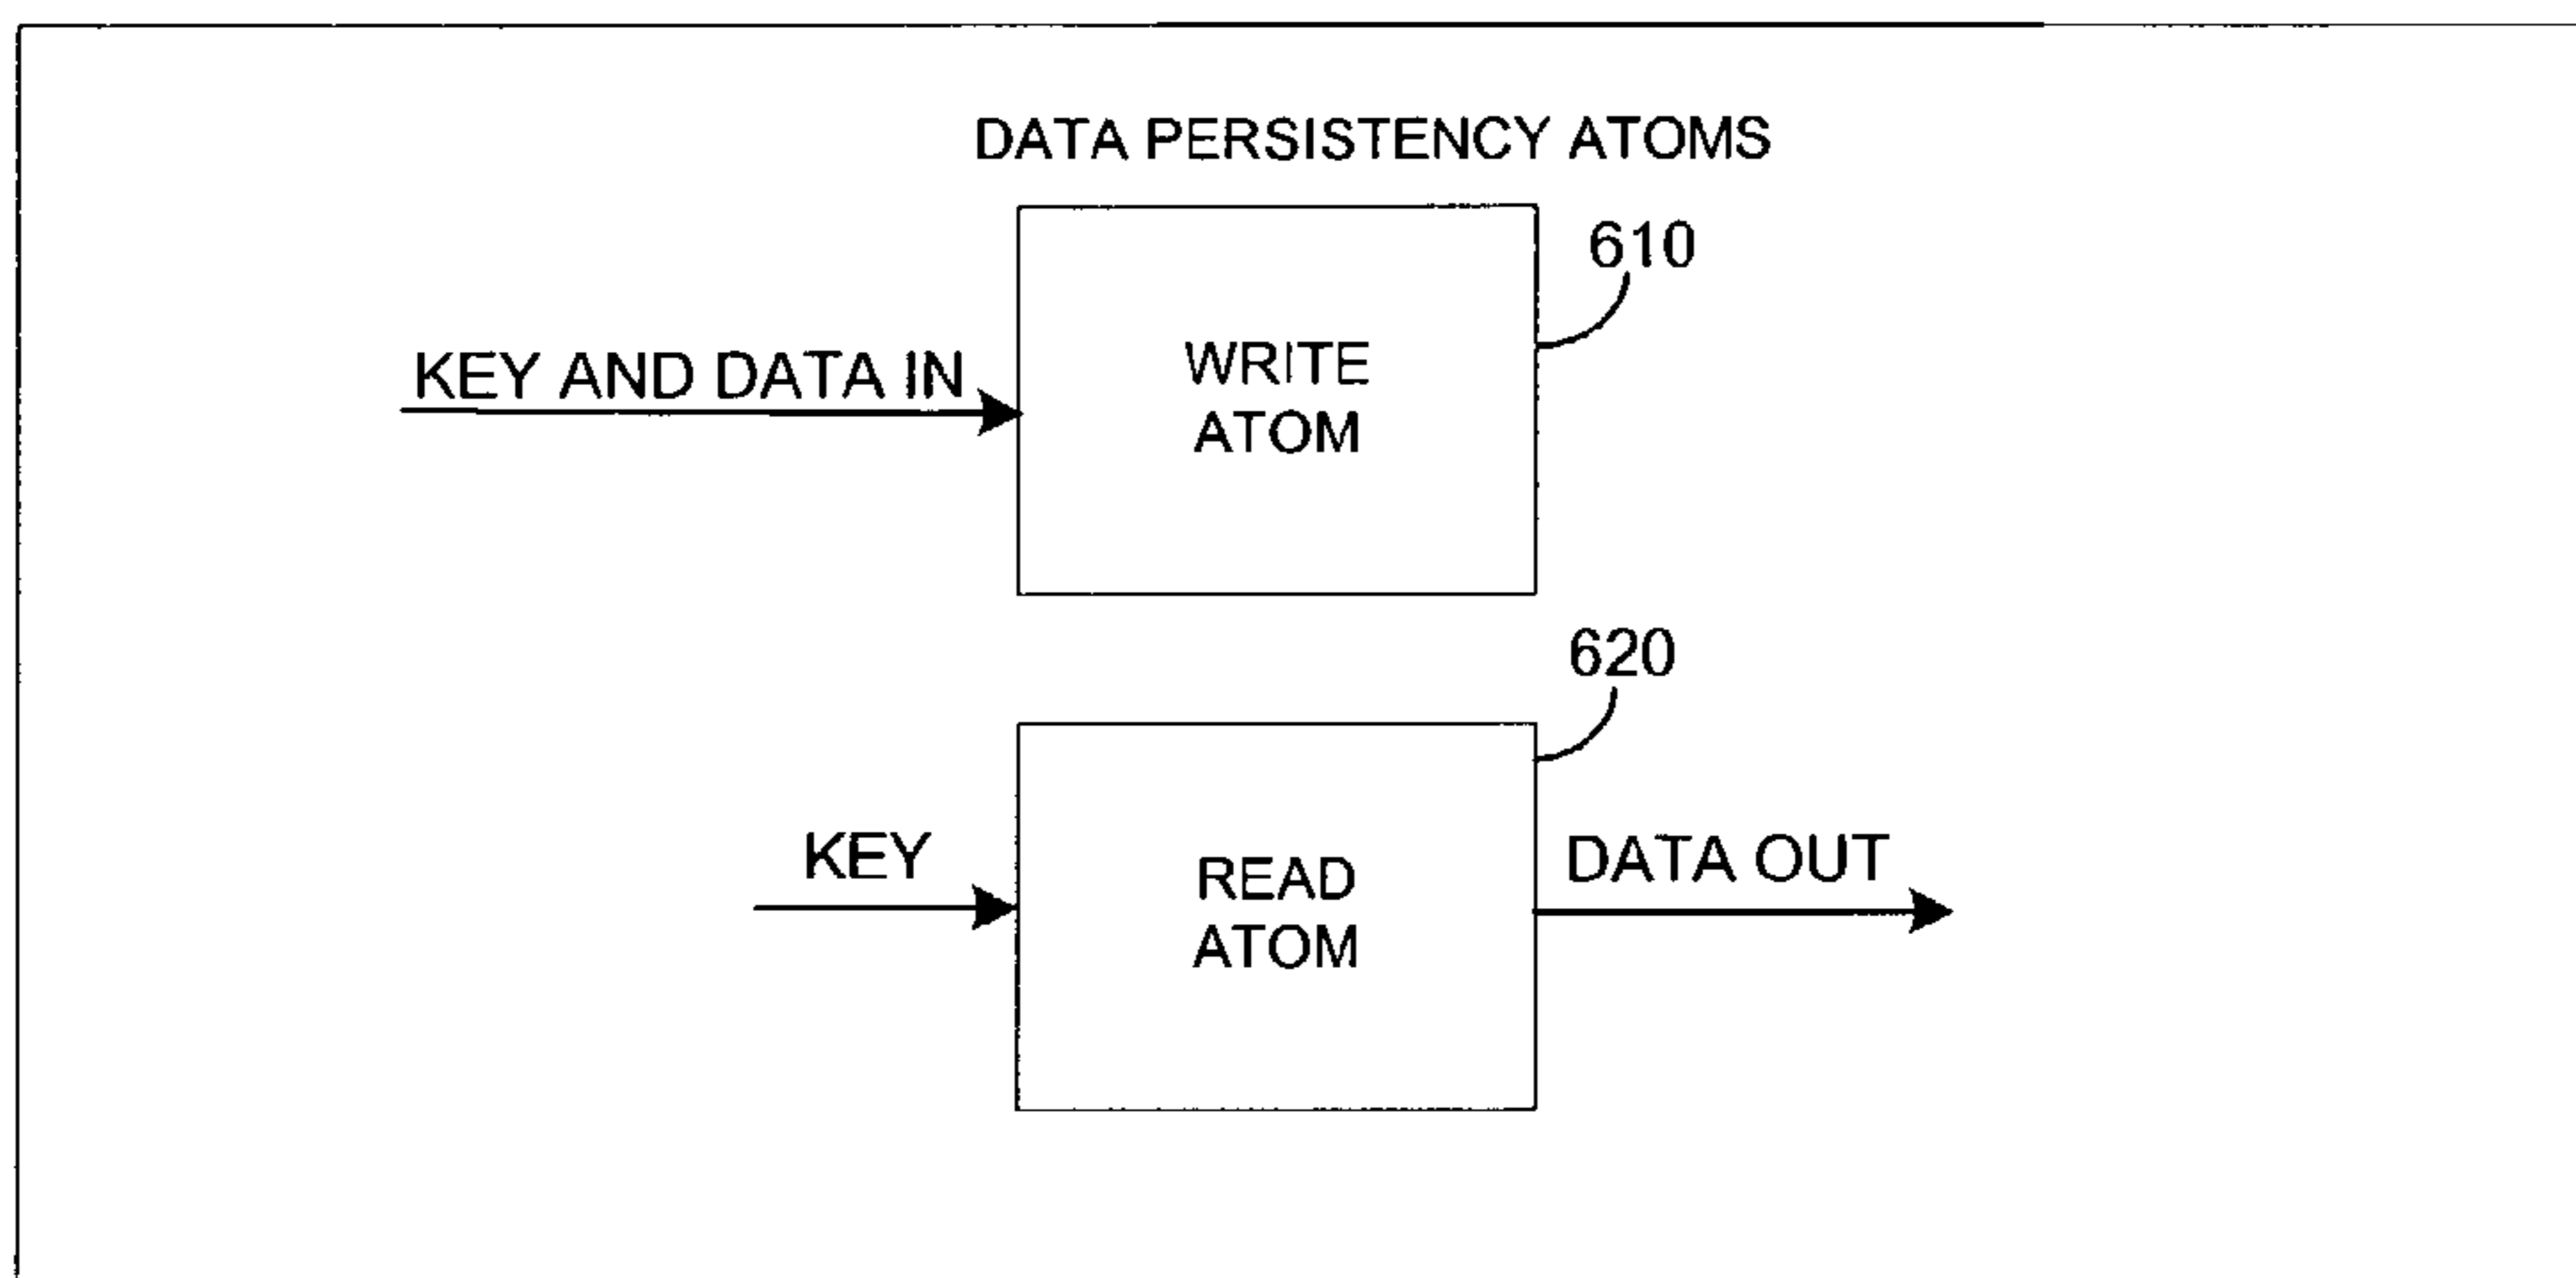 DATA PERSISTENCY ATOMS
610
KEY AND DATA IN
WRITE
ATOM
620
KEY
READ
ATOM
DATA OUT